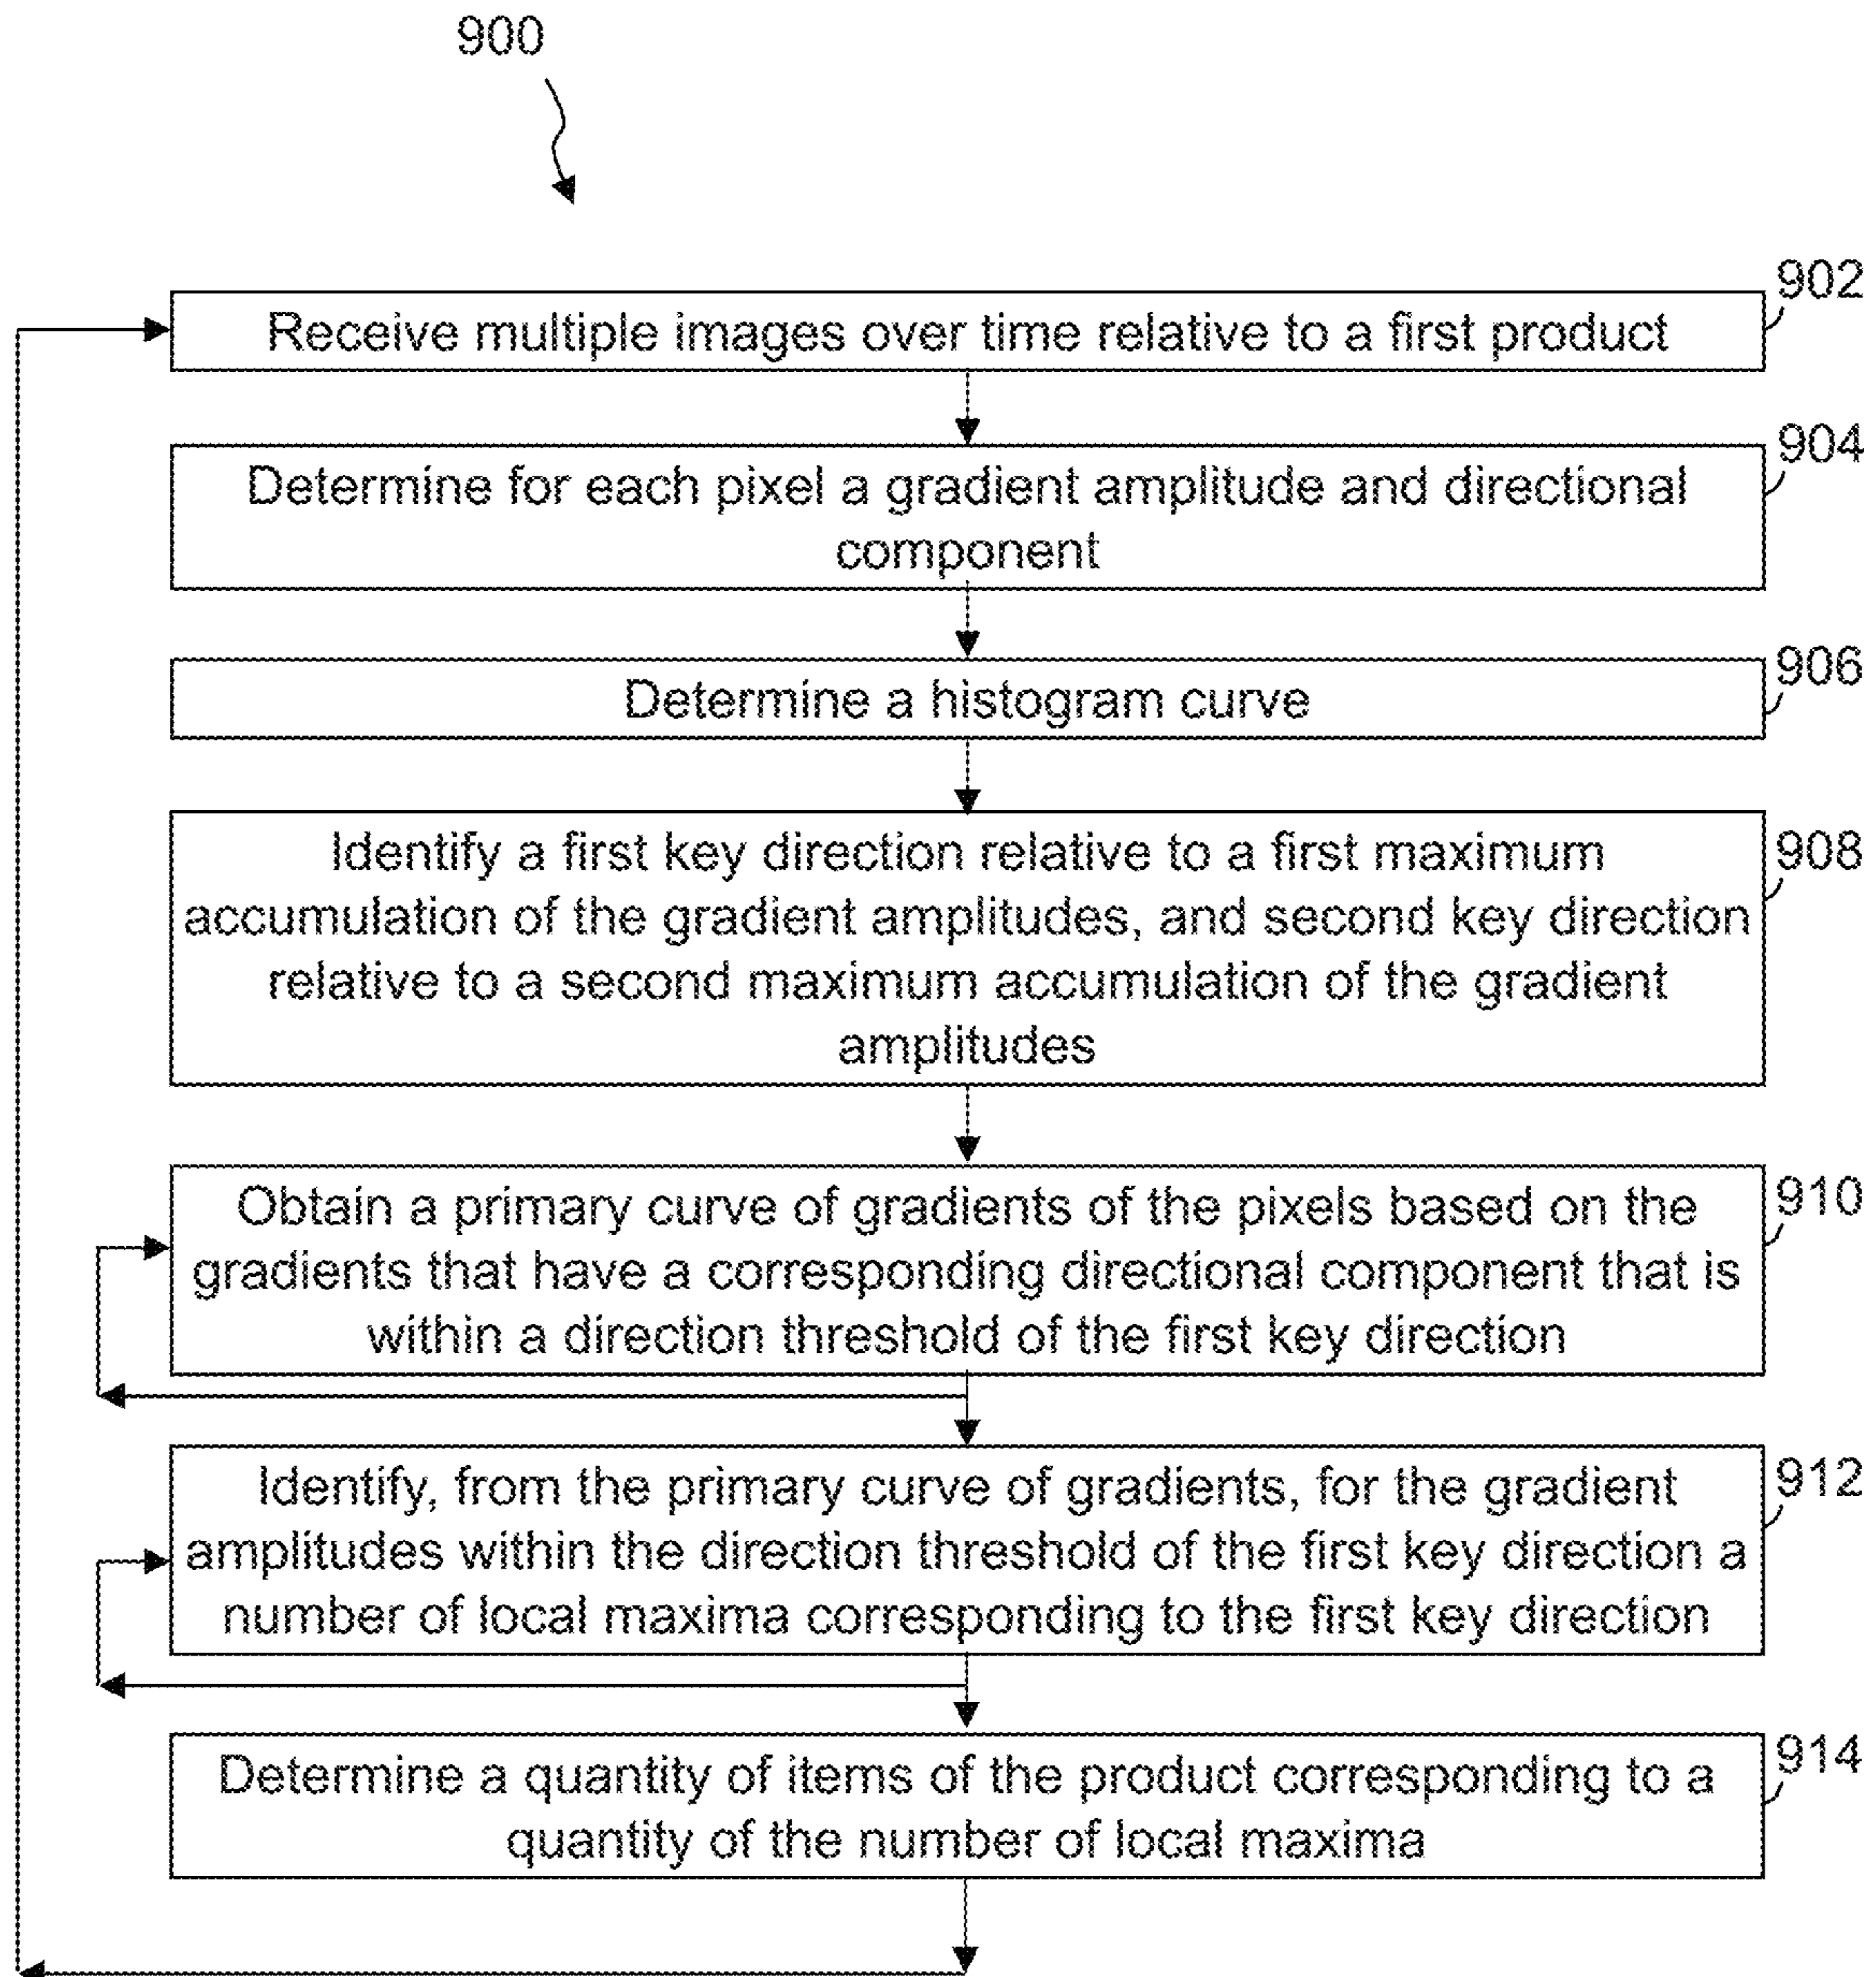 900
902
Receive multiple images over time relative to a first product
904
Determine for each pixel a gradient amplitude and directional
component
906
Determine a histogram curve
908
Identify a first key direction relative to a first maximum
accumulation of the gradient amplitudes, and second key direction
relative to a second maximum accumulation of the gradient
amplitudes
910
Obtain a primary curve of gradients of the pixels based on the
gradients that have a corresponding directional component that is
within a direction threshold of the first key direction
912
Identify, from the primary curve of gradients, for the gradient
amplitudes within the direction threshold of the first key direction a
number of local maxima corresponding to the first key direction
914
Determine a quantity of items of the product corresponding to a
quantity of the number of local maxima